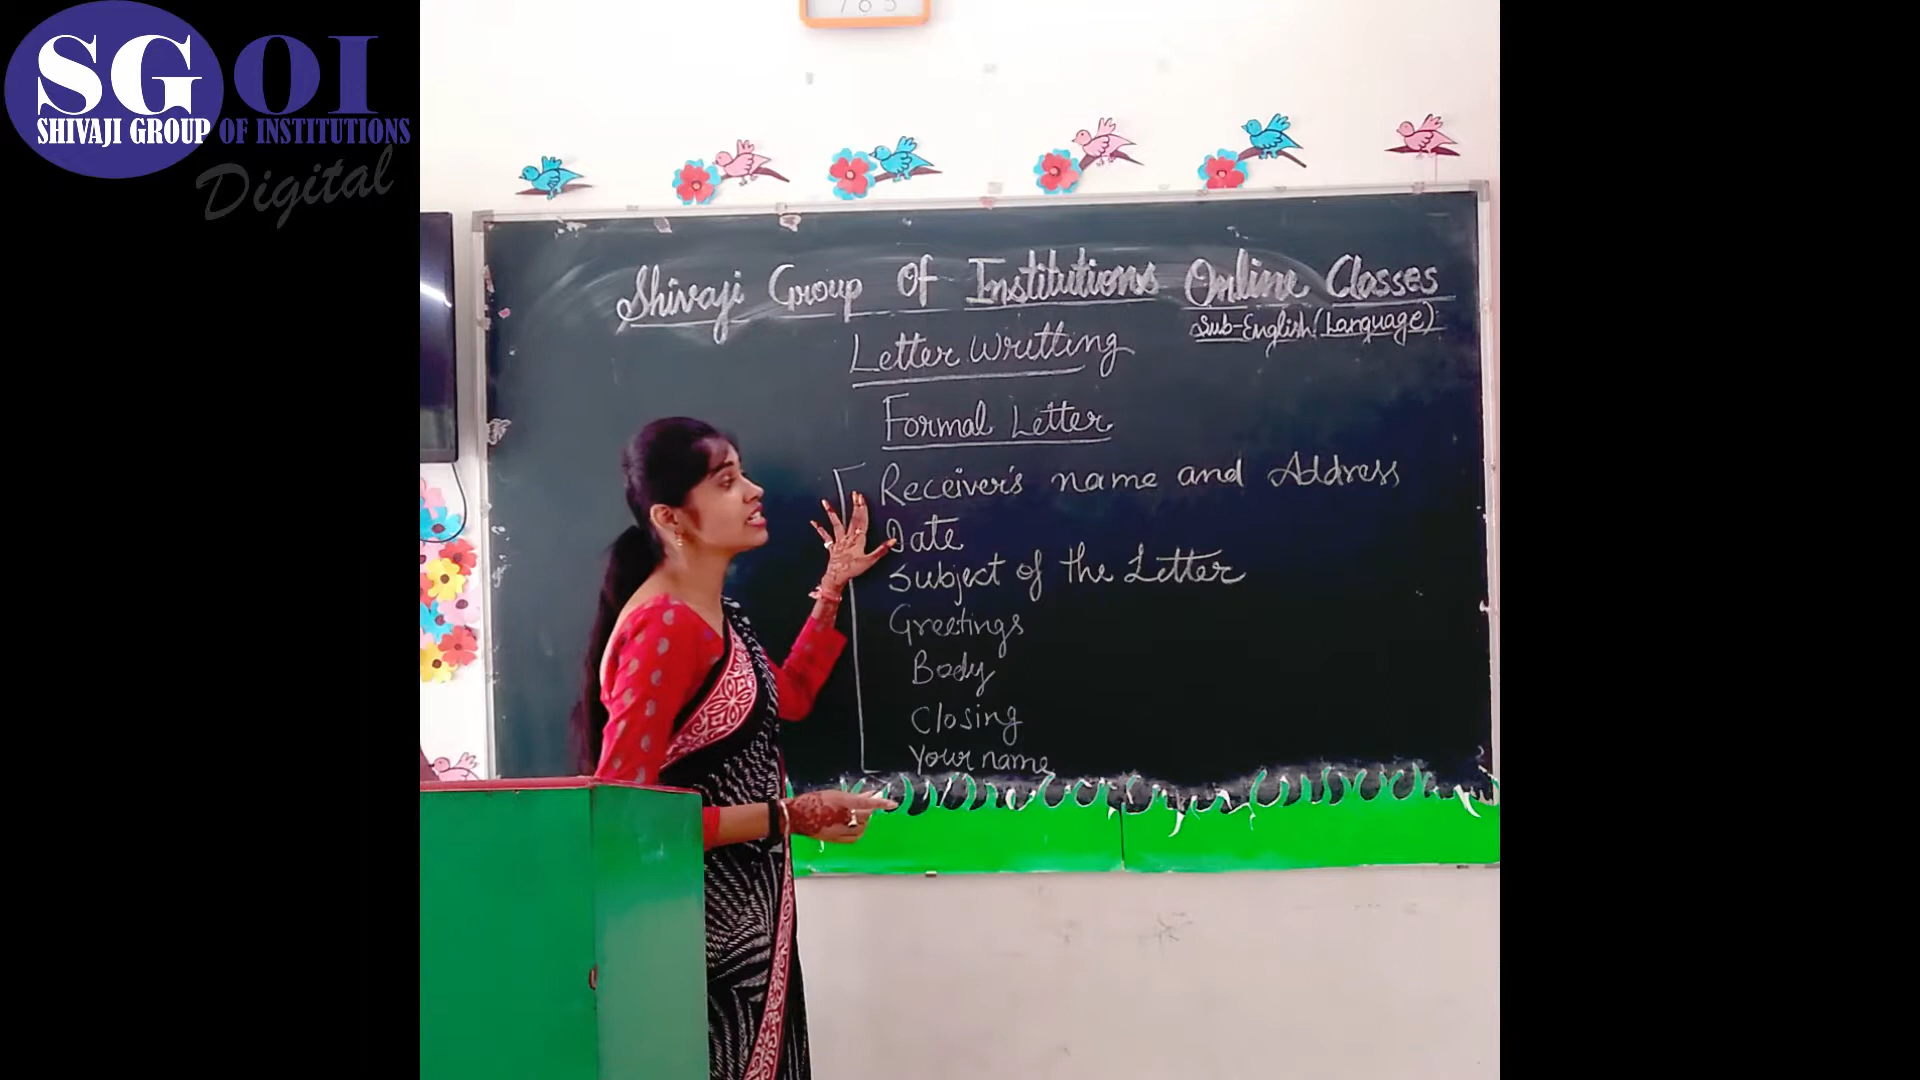 SGOI
SHIVAJI GROUP OF INSTITUTIONS
Digital
Shivaji Group Of Institutions Online Classes
Sub-English (Language)
Letter Writting
Formal Letter
Receiver's name and Address
Date
Subject of the Letter
Greetings
Body
Closing
Your name